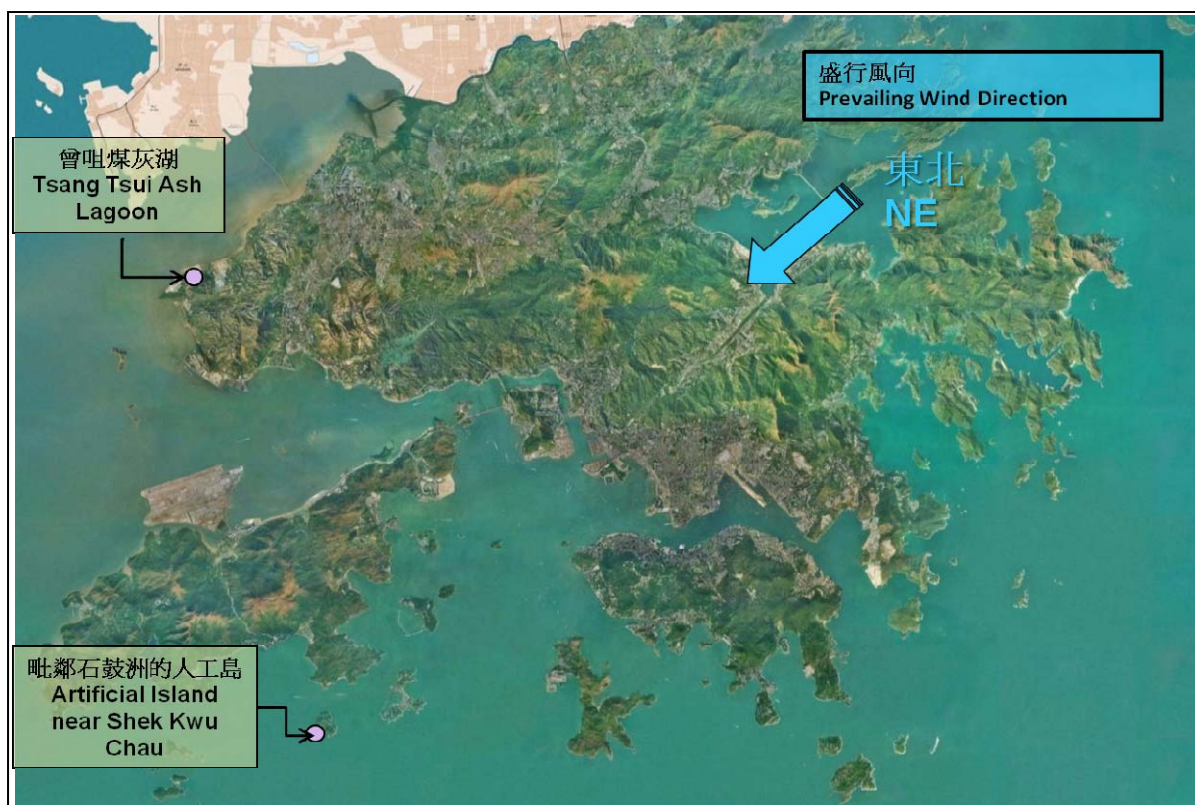 盛行風向
Prevailing Wind Direction
東北
NE
曾咀煤灰湖
Tsang Tsui Ash
Lagoon
毗鄰石鼓洲的人工島
Artificial Island
near Shek Kwu
Chau